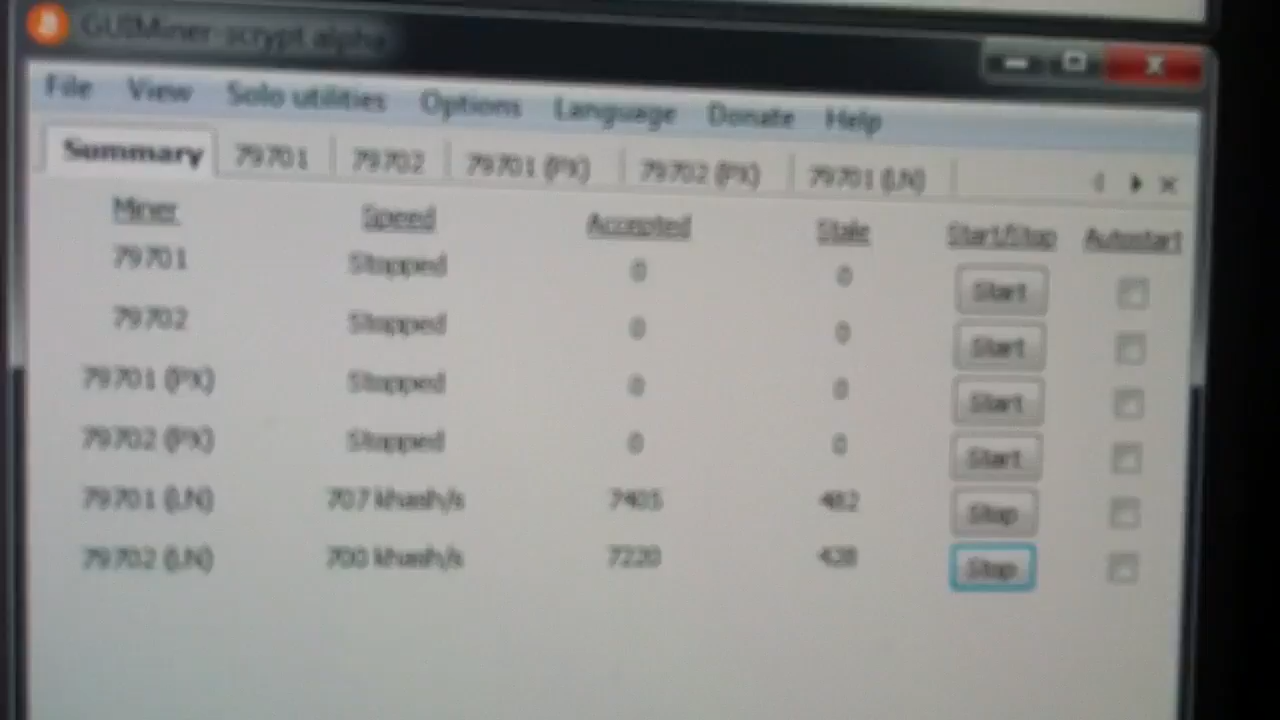 GUIMiner-scrypt alpha
File View Solo utilities Options Language Donate Help
Summary 79701 79702 79701 (PX) 79702 (PX) 79701 (LN)
Miner Speed Accepted Stale Start/Stop Autostart
79701 Stopped 0 0 Start
79702 Stopped 0 0 Start
79701 (PX) Stopped 0 0 Start
79702 (PX) Stopped 0 0 Start
79701 (LN) 707 khash/s 7405 482 Stop
79702 (LN) 700 khash/s 7220 428 Stop